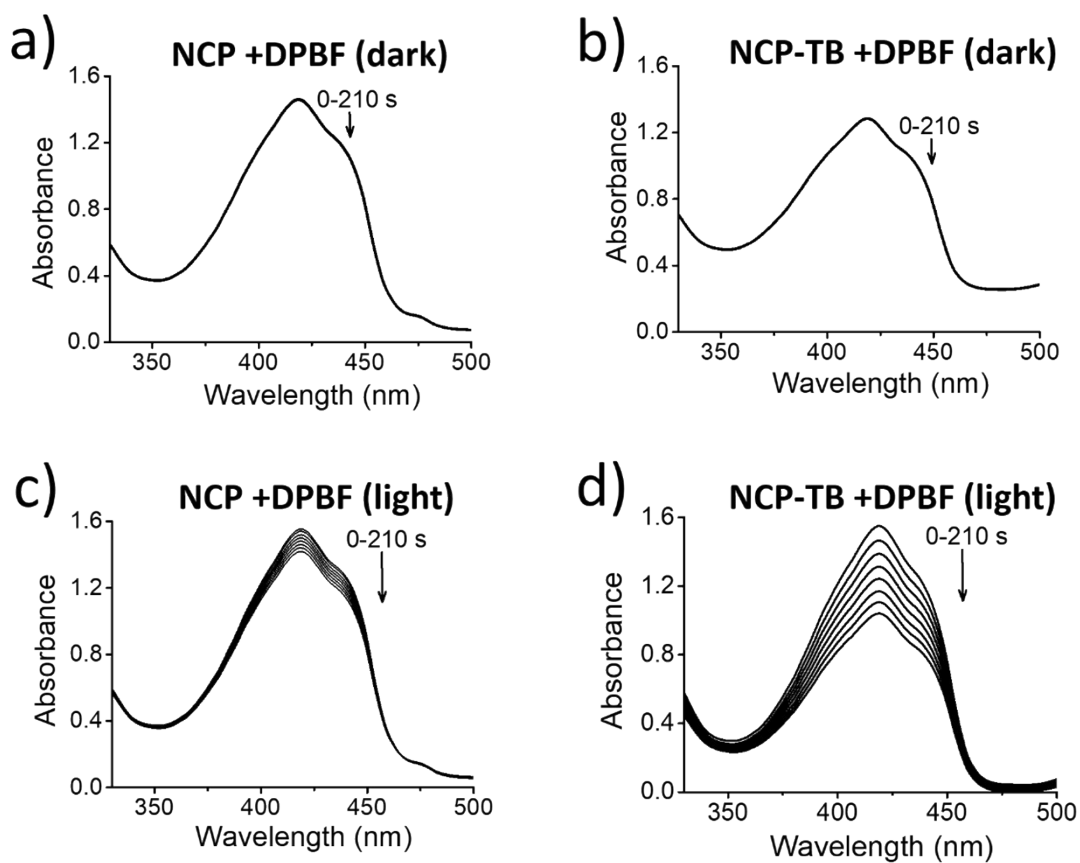 a)
NCP +DPBF (dark)
1.6
1.2
0.8
0.4
0.0
Absorbance
0-210 s
350
400
450
500
Wavelength (nm)
b)
NCP-TB +DPBF (dark)
1.6
1.2
0.8
0.4
0.0
Absorbance
0-210 s
350
400
450
500
Wavelength (nm)
c)
NCP +DPBF (light)
1.6
1.2
0.8
0.4
0.0
Absorbance
0-210 s
350
400
450
500
Wavelength (nm)
d)
NCP-TB +DPBF (light)
1.6
1.2
0.8
0.4
0.0
Absorbance
0-210 s
350
400
450
500
Wavelength (nm)